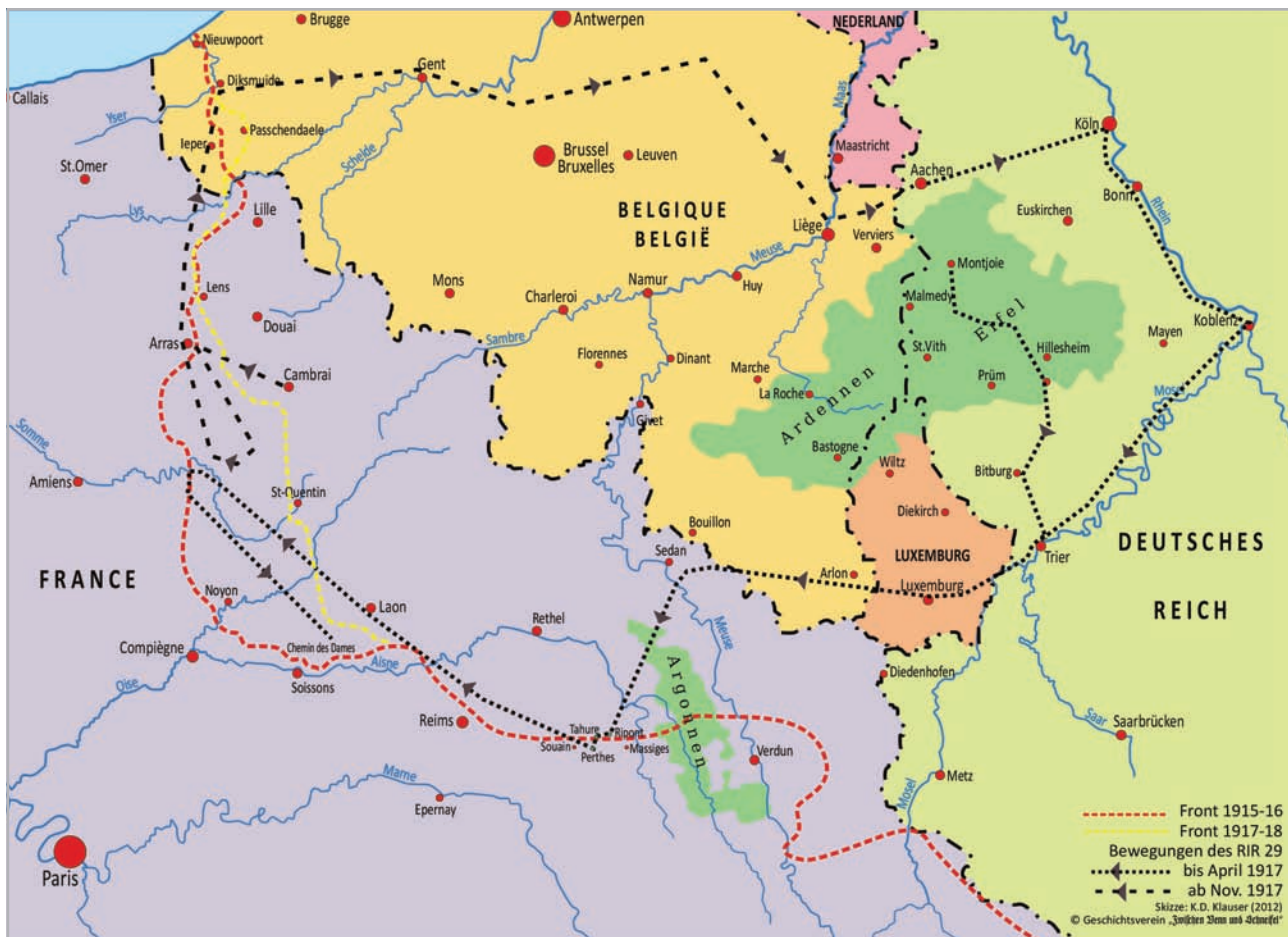 Brugge
Antwerpen
NEDERLAND
Nieuwpoort
Gent
Diksmuide
Callais
Yser
Passchendaele
Ieper
Schelde
Maas
Köln
Brussel
Bruxelles
Leuven
Maastricht
Aachen
St.Omer
Bonn
Rhein
Lys
Lille
BELGIQUE
BELGIË
Liège
Verviers
Euskirchen
Meuse
Montjoie
Mons
Namur
Huy
Charleroi
Malmedy
Eifel
Koblenz
Lens
Douai
Sambre
Mayen
Arras
Florennes
Dinant
Marche
St.Vith
Hillesheim
Cambrai
La Roche
Prüm
Ardennen
Givet
Mosel
Somme
Bastogne
Wiltz
Bitburg
Amiens
St-Quentin
Diekirch
Bouillon
Sedan
LUXEMBURG
Trier
DEUTSCHES
REICH
FRANCE
Arlon
Luxemburg
Noyon
Laon
Rethel
Meuse
Compiègne
Chemin des Dames
Aisne
Soissons
Oise
Argonnen
Diedenhofen
Reims
Tahure
Ripont
Souain
Perthes
Massiges
Verdun
Saar
Saarbrücken
Marne
Epernay
Mosel
Metz
Paris
Front 1915-16
Front 1917-18
Bewegungen des RIR 29
bis April 1917
ab Nov. 1917
Skizze: K.D. Klauser (2012)
© Geschichtsverein „Zwischen Venn und Schneifel"